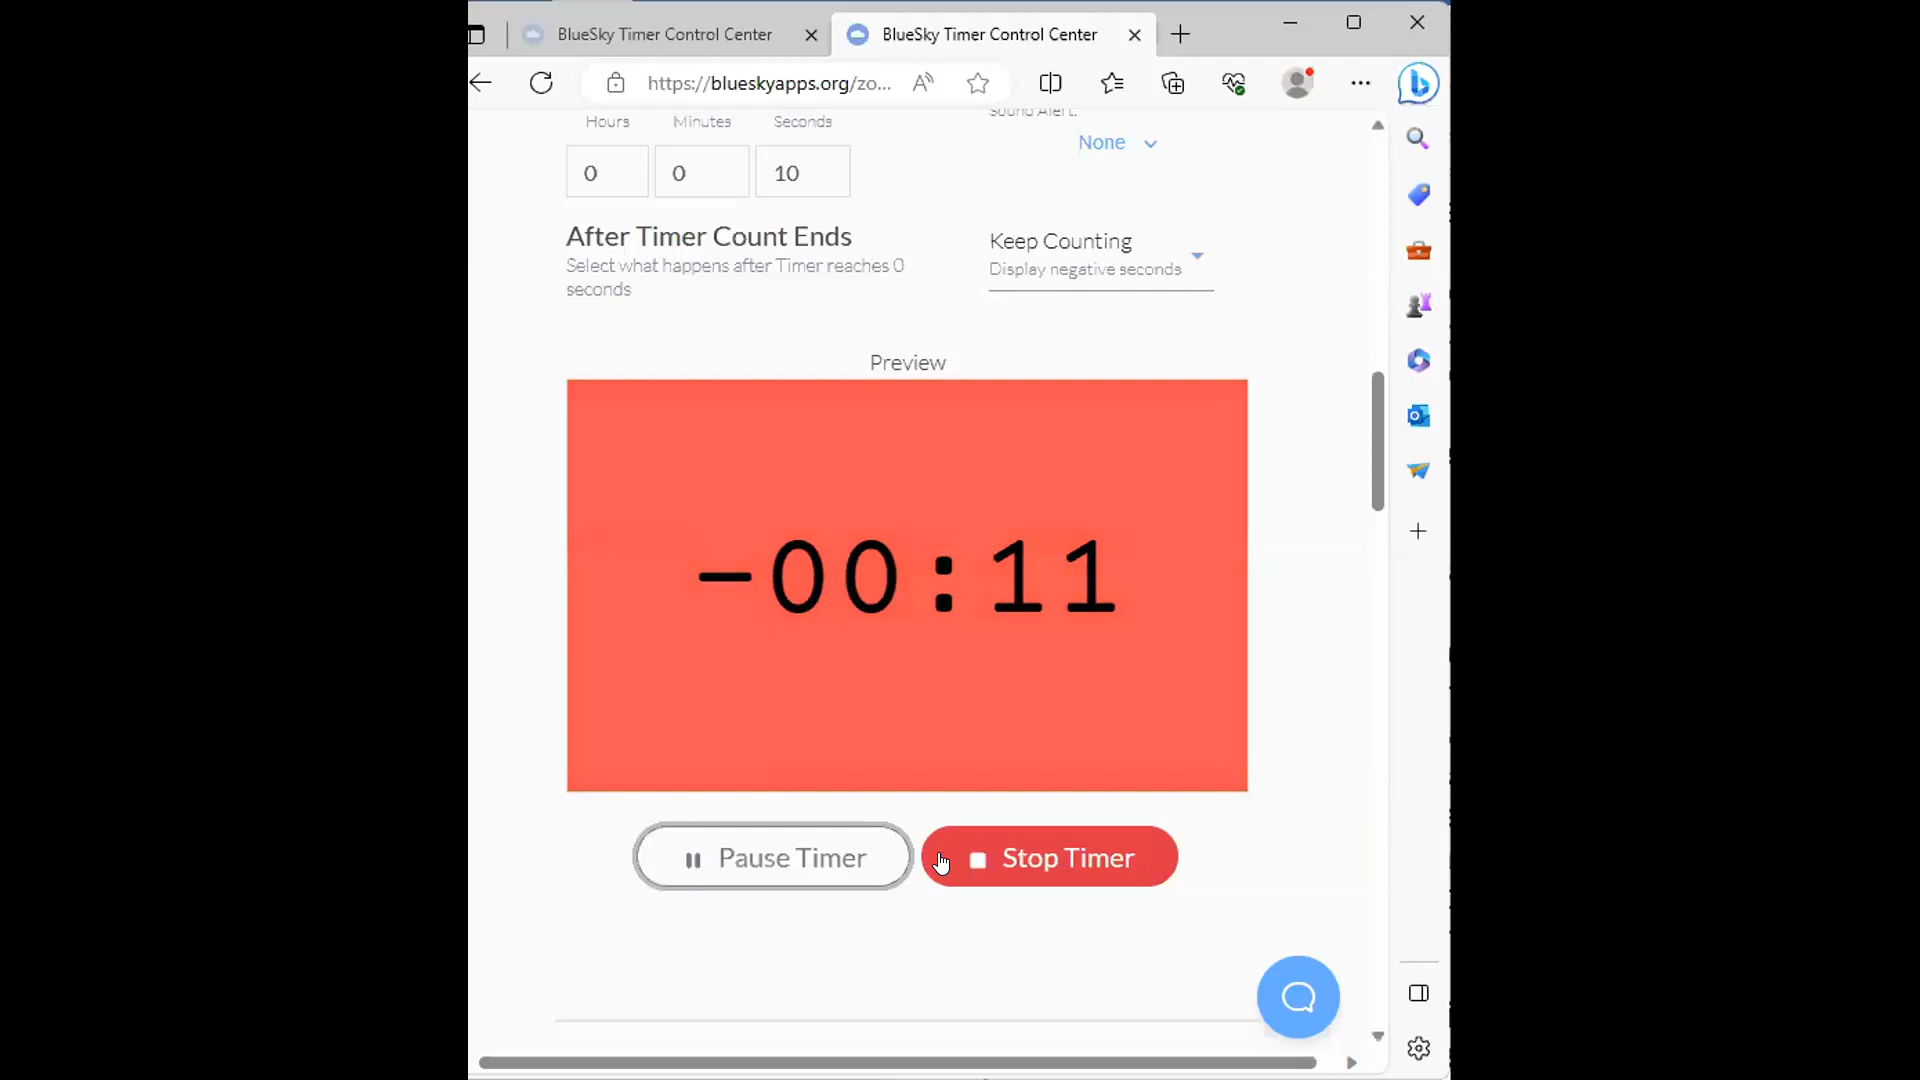 BlueSky Timer Control Center
BlueSky Timer Control Center
https://blueskyapps.org/zo...
Hours Minutes Seconds
Sound Alert:
None
0 0 10
After Timer Count Ends
Select what happens after Timer reaches 0
seconds
Keep Counting
Display negative seconds
Preview
-00:11
Pause Timer
Stop Timer